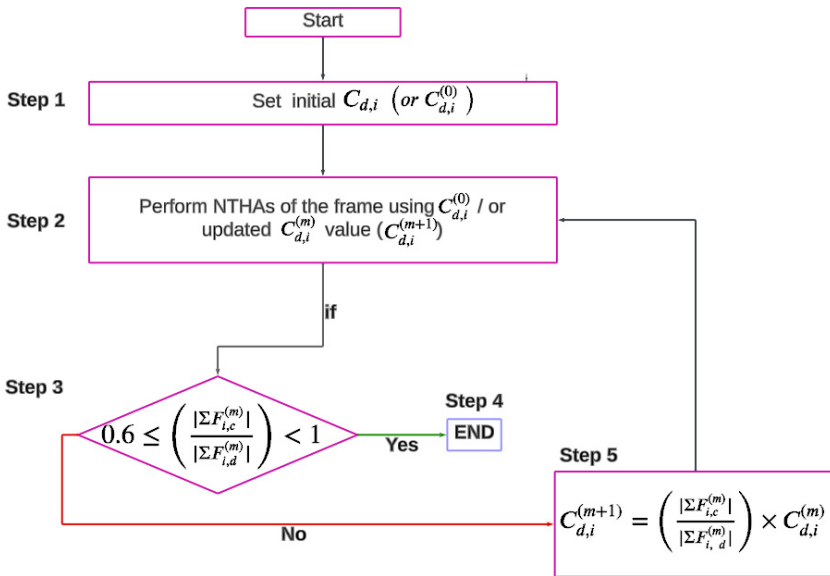 Start
Step 1
Set initial C_{d,i} (or C_{d,i}^{(0)})
Step 2
Perform NTHAs of the frame using C_{d,i}^{(0)} / or
updated C_{d,i}^{(m)} value (C_{d,i}^{(m+1)})
if
Step 3
0.6 ≤ (|ΣF_{i,c}^{(m)}| / |ΣF_{i,d}^{(m)}|) < 1
Yes
Step 4
END
No
Step 5
C_{d,i}^{(m+1)} = (|ΣF_{i,c}^{(m)}| / |ΣF_{i, d}^{(m)}|) × C_{d,i}^{(m)}